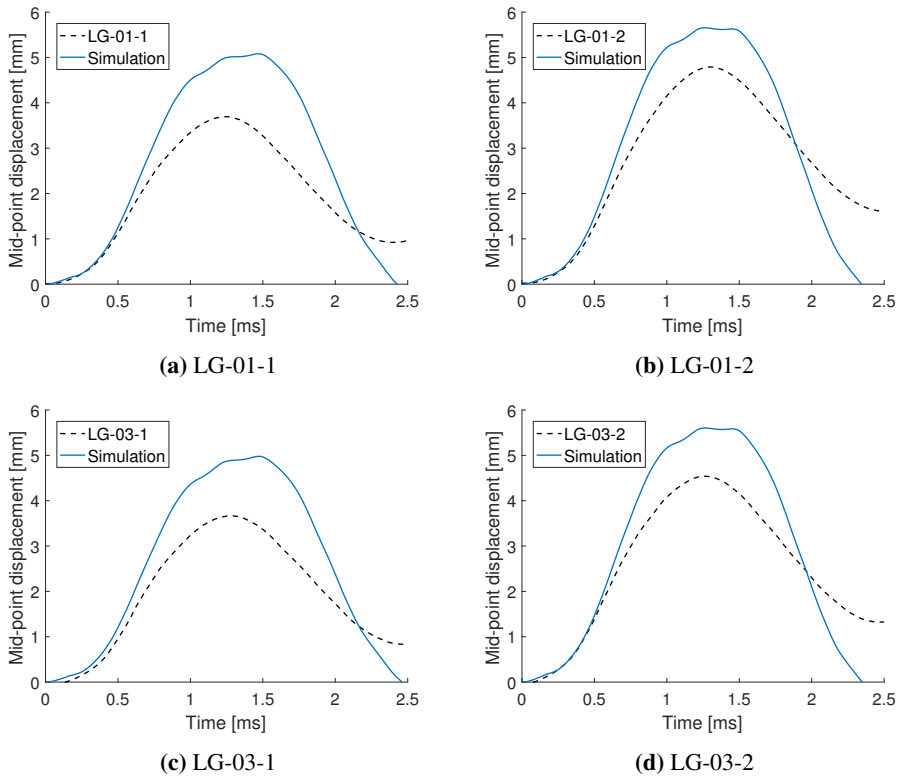 6
5
4
3
2
1
0
Mid-point displacement [mm]
LG-01-1
Simulation
0 0.5 1 1.5 2 2.5
Time [ms]
(a) LG-01-1
6
5
4
3
2
1
0
Mid-point displacement [mm]
LG-01-2
Simulation
0 0.5 1 1.5 2 2.5
Time [ms]
(b) LG-01-2
6
5
4
3
2
1
0
Mid-point displacement [mm]
LG-03-1
Simulation
0 0.5 1 1.5 2 2.5
Time [ms]
(c) LG-03-1
6
5
4
3
2
1
0
Mid-point displacement [mm]
LG-03-2
Simulation
0 0.5 1 1.5 2 2.5
Time [ms]
(d) LG-03-2